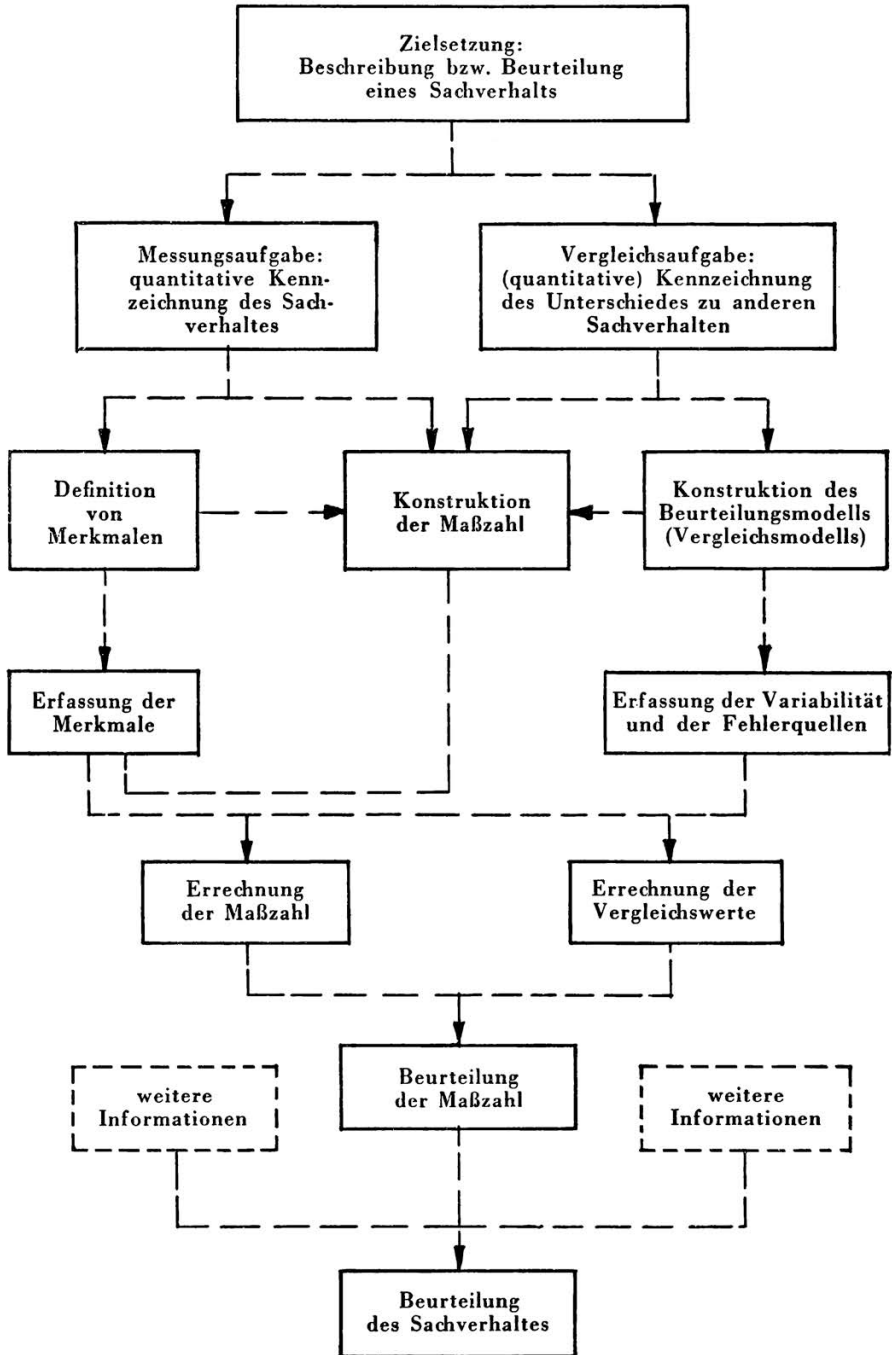 Zielsetzung:
Beschreibung bzw. Beurteilung
eines Sachverhalts
Messungsaufgabe:
quantitative Kenn-
zeichnung des Sach-
verhaltes
Vergleichsaufgabe:
(quantitative) Kennzeichnung
des Unterschiedes zu anderen
Sachverhalten
Definition
von
Merkmalen
Konstruktion
der Maßzahl
Konstruktion des
Beurteilungsmodells
(Vergleichsmodells)
Erfassung der
Merkmale
Erfassung der Variabilität
und der Fehlerquellen
Errechnung
der Maßzahl
Errechnung der
Vergleichswerte
weitere
Informationen
Beurteilung
der Maßzahl
weitere
Informationen
Beurteilung
des Sachverhaltes